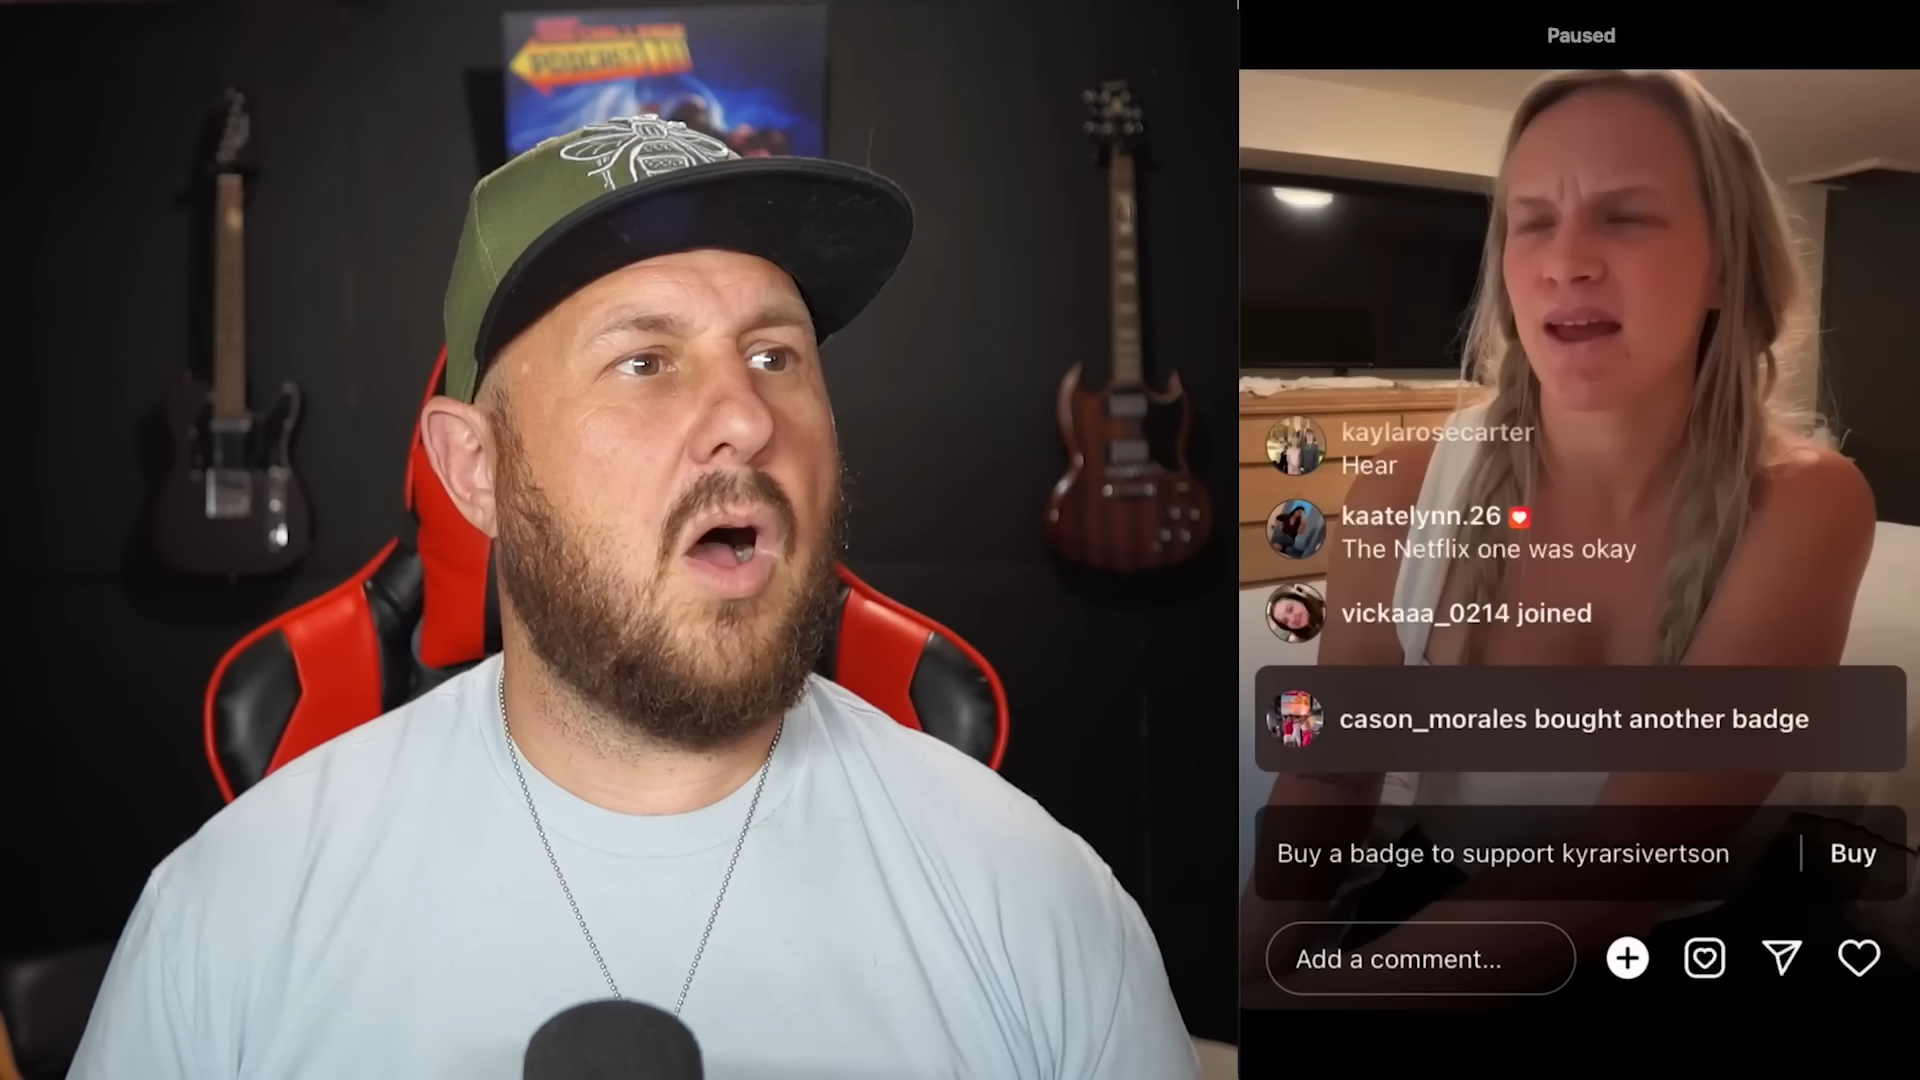 PODCAST
Paused
kaylarosecarter
Hear
kaatelynn.26
The Netflix one was okay
vickaaa_0214 joined
cason_morales bought another badge
Buy a badge to support kyrarsivertson
Buy
Add a comment...